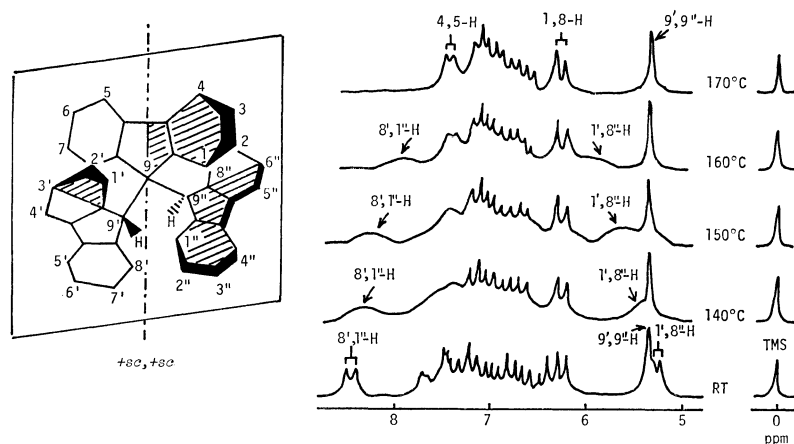 4 3 2 1
5 6 7
9
2' 1' 3' 4'
8" 6" 5"
9"
9' H H
1" 2" 3" 4"
5' 6' 7' 8'
+sc,+sc
4,5-H 1,8-H 9',9"-H
170°C
8',1"-H 1',8"-H
160°C
8',1"-H 1',8"-H
150°C
8',1"-H 1',8"-H
140°C
8',1"-H 9',9"-H 1',8"-H
RT TMS
8 7 6 5 0
ppm